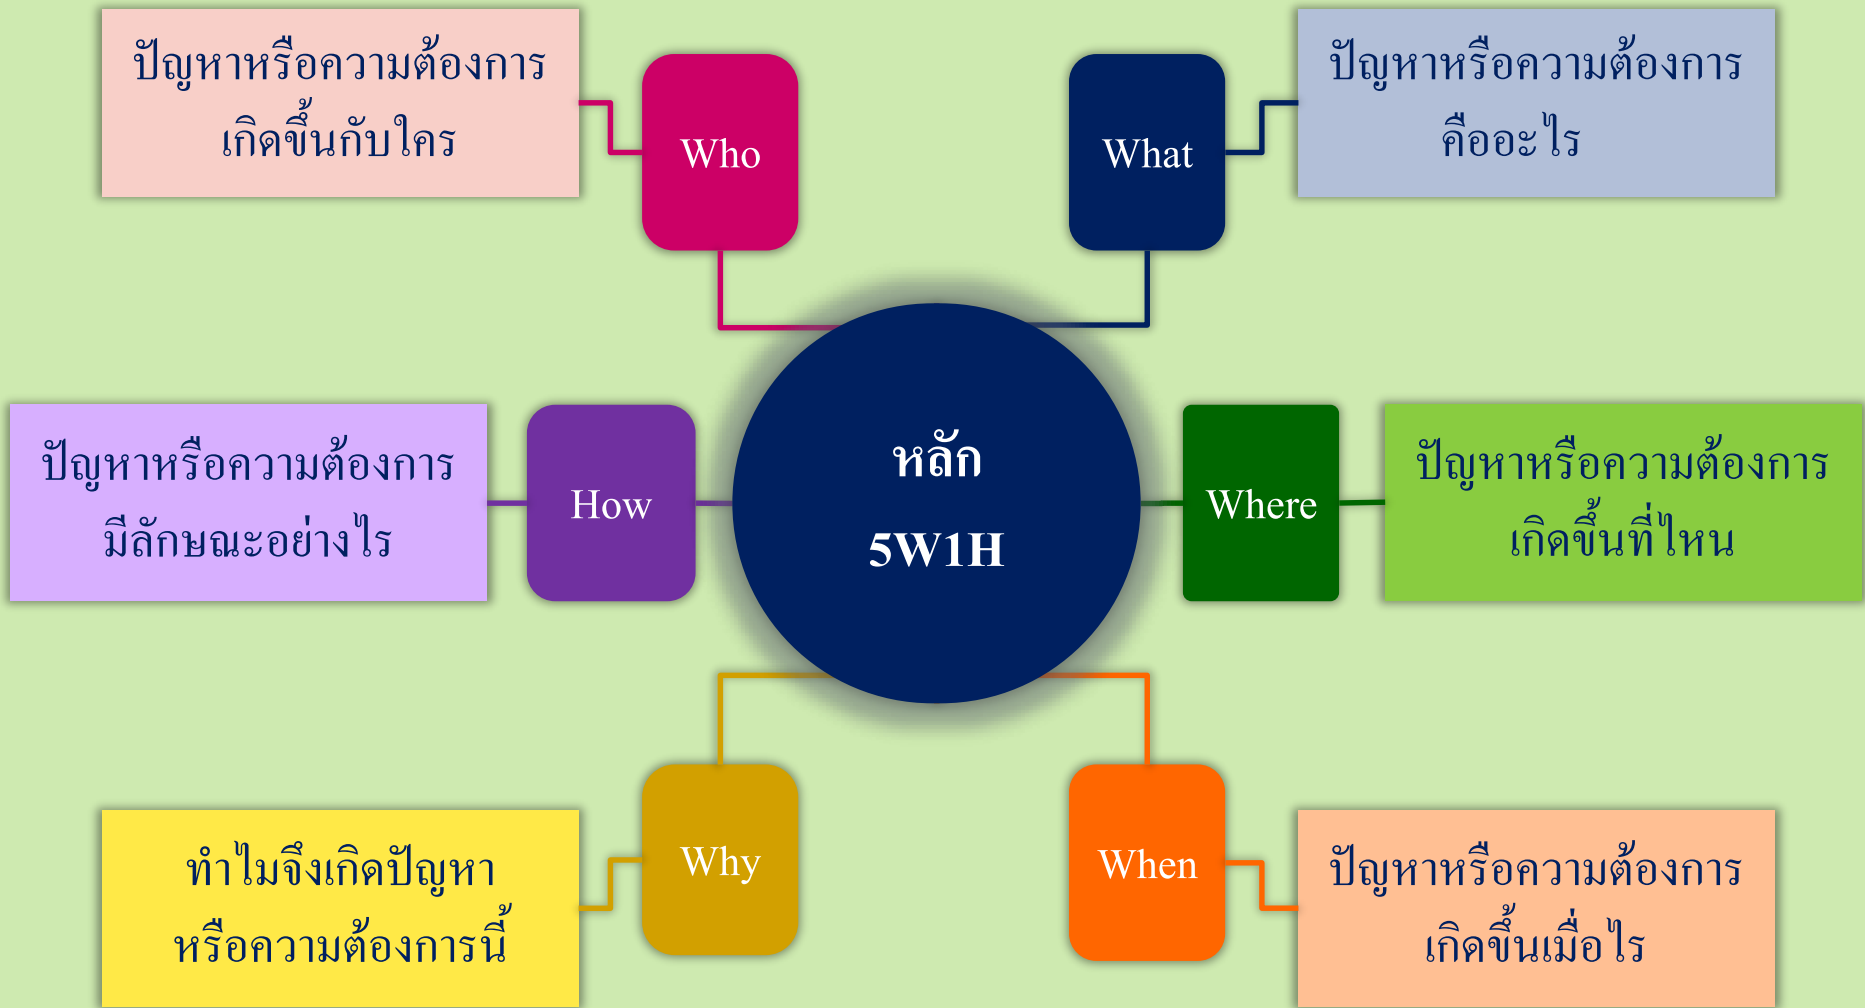 ปัญหาหรือความต้องการ
เกิดขึ้นกับใคร
Who
What
ปัญหาหรือความต้องการ
คืออะไร
ปัญหาหรือความต้องการ
มีลักษณะอย่างไร
How
หลัก
5W1H
Where
ปัญหาหรือความต้องการ
เกิดขึ้นที่ไหน
ทำไมจึงเกิดปัญหา
หรือความต้องการนี้
Why
When
ปัญหาหรือความต้องการ
เกิดขึ้นเมื่อไร